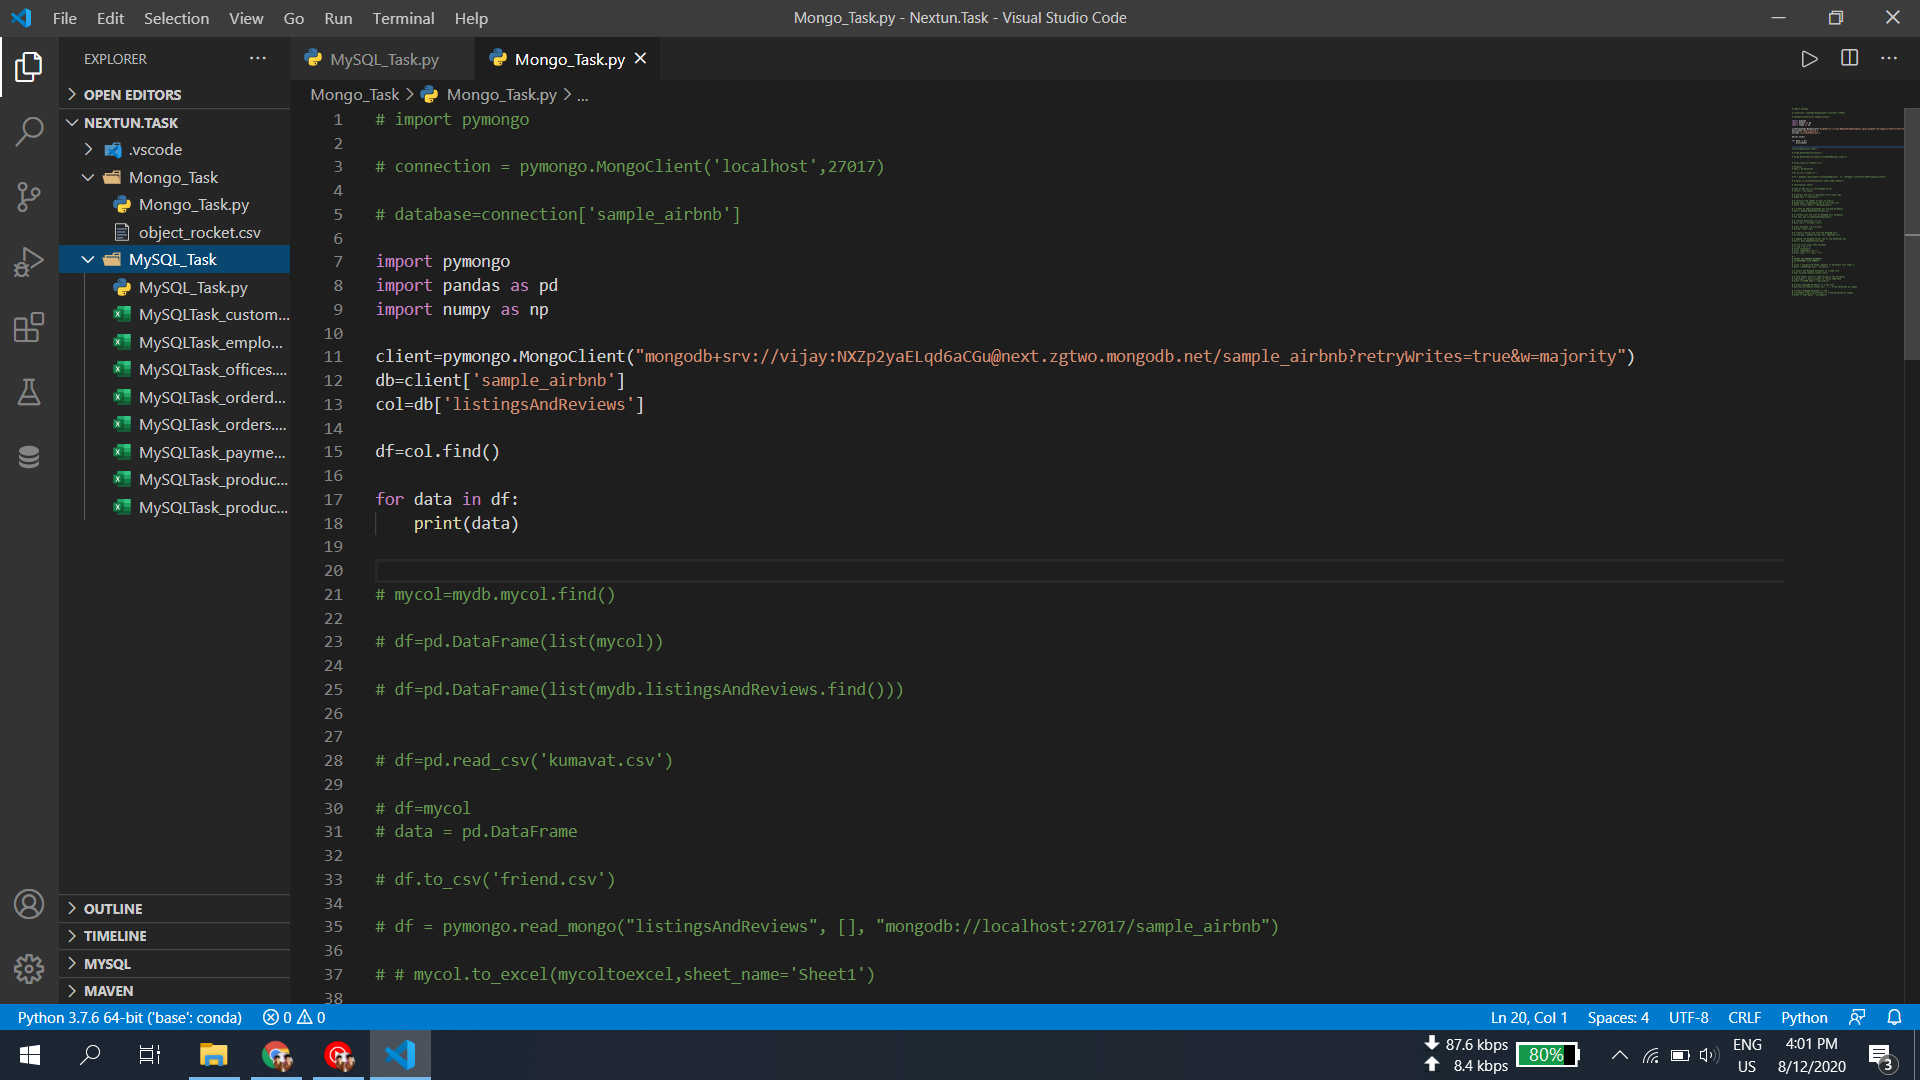 File Edit Selection View Go Run Terminal Help
Mongo_Task.py - Nextun.Task - Visual Studio Code
EXPLORER
OPEN EDITORS
NEXTUN.TASK
.vscode
Mongo_Task
Mongo_Task.py
object_rocket.csv
MySQL_Task
MySQL_Task.py
MySQLTask_custom...
MySQLTask_emplo...
MySQLTask_offices....
MySQLTask_orderd...
MySQLTask_orders....
MySQLTask_payme...
MySQLTask_produc...
MySQLTask_produc...
OUTLINE
TIMELINE
MYSQL
MAVEN
MySQL_Task.py Mongo_Task.py
Mongo_Task > Mongo_Task.py > ...
1 # import pymongo
2
3 # connection = pymongo.MongoClient('localhost',27017)
4
5 # database=connection['sample_airbnb']
6
7 import pymongo
8 import pandas as pd
9 import numpy as np
10
11 client=pymongo.MongoClient("mongodb+srv://vijay:NXZp2yaELqd6aCGu@next.zgtwo.mongodb.net/sample_airbnb?retryWrites=true&w=majority")
12 db=client['sample_airbnb']
13 col=db['listingsAndReviews']
14
15 df=col.find()
16
17 for data in df:
18     print(data)
19
20
21 # mycol=mydb.mycol.find()
22
23 # df=pd.DataFrame(list(mycol))
24
25 # df=pd.DataFrame(list(mydb.listingsAndReviews.find()))
26
27
28 # df=pd.read_csv('kumavat.csv')
29
30 # df=mycol
31 # data = pd.DataFrame
32
33 # df.to_csv('friend.csv')
34
35 # df = pymongo.read_mongo("listingsAndReviews", [], "mongodb://localhost:27017/sample_airbnb")
36
37 # # mycol.to_excel(mycoltoexcel,sheet_name='Sheet1')
38
Python 3.7.6 64-bit ('base': conda) 0 0
Ln 20, Col 1 Spaces: 4 UTF-8 CRLF Python
87.6 kbps
8.4 kbps
80%
ENG
US
4:01 PM
8/12/2020
3